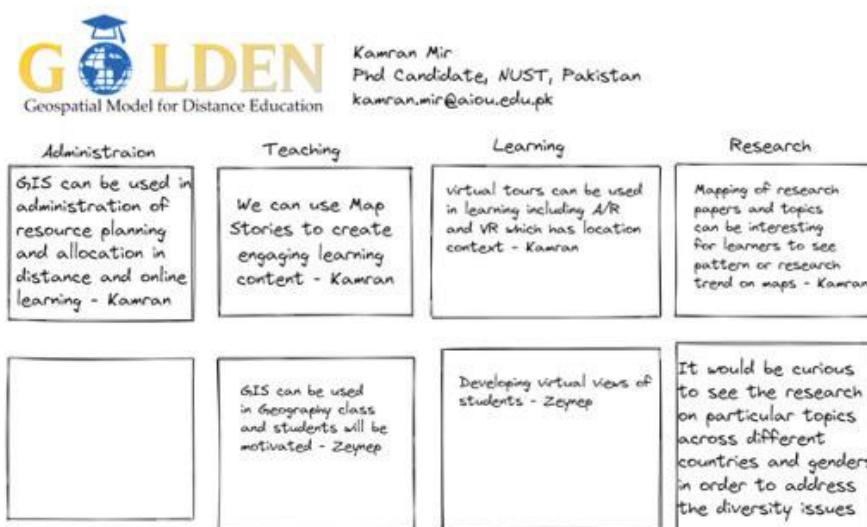 GOLDEN
Geospatial Model for Distance Education
Kamran Mir
Phd Candidate, NUST, Pakistan
kamran.mir@aiou.edu.pk
Administraion
GIS can be used in
administration of
resource planning
and allocation in
distance and online
learning - Kamran
Teaching
We can use Map
Stories to create
engaging learning
content - Kamran
Learning
virtual tours can be used
in learning including A/R
and VR which has location
context - Kamran
Research
Mapping of research
papers and topics
can be interesting
for learners to see
pattern or research
trend on maps - Kamran
GIS can be used
in Geography class
and students will be
motivated - Zeynep
Developing virtual views of
students - Zeynep
It would be curious
to see the research
on particular topics
across different
countries and genders
in order to address
the diversity issues